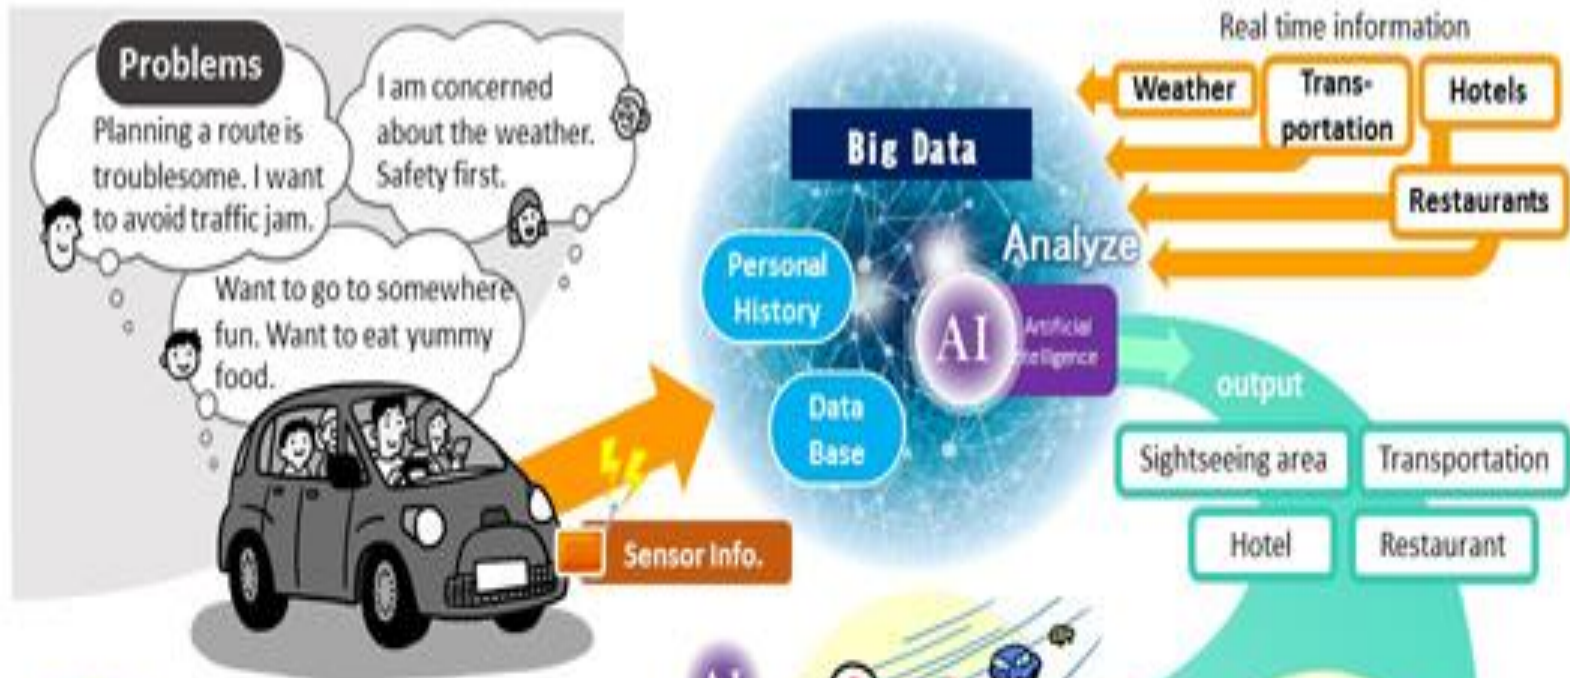 Problems
Planning a route is
troublesome. I want
to avoid traffic jam.
I am concerned
about the weather.
Safety first.
Want to go to somewhere
fun. Want to eat yummy
food.
Sensor Info.
Big Data
Personal
History
Data
Base
Analyze
AI
Artificial
Real time information
Weather
Trans-
portation
Hotels
Restaurants
output
Sightseeing area
Transportation
Hotel
Restaurant